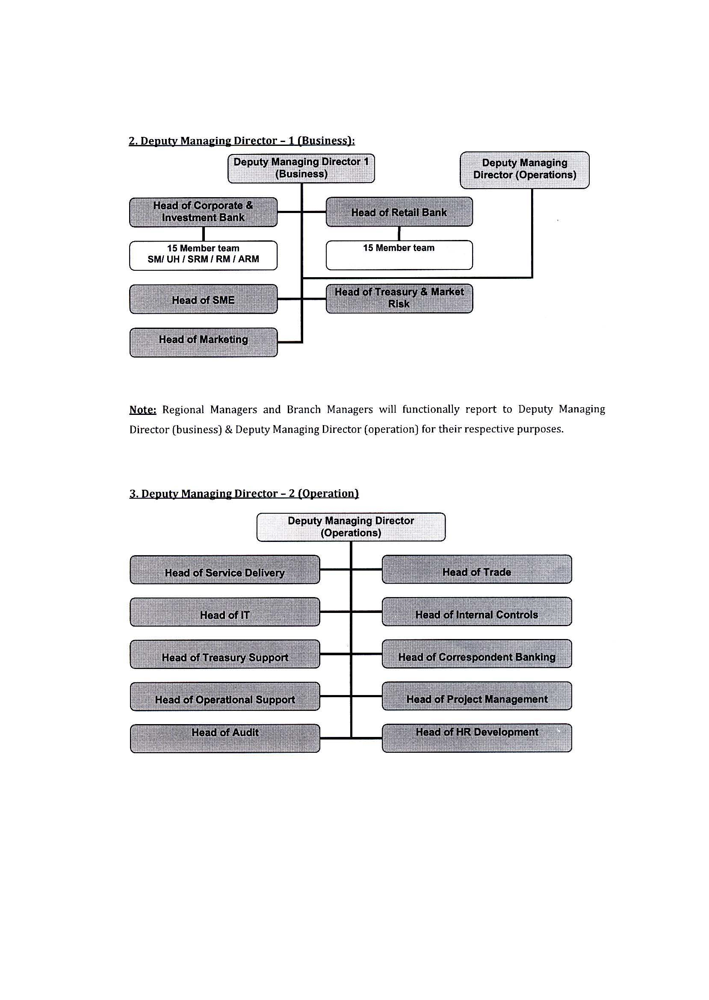 2. Deputy Managing Director – 1 (Business):
Deputy Managing Director 1
(Business)
Deputy Managing
Director (Operations)
Head of Corporate &
Investment Bank
Head of Retail Bank
15 Member team
SM/ UH / SRM / RM / ARM
15 Member team
Head of SME
Head of Treasury & Market
Risk
Head of Marketing
Note: Regional Managers and Branch Managers will functionally report to Deputy Managing
Director (business) & Deputy Managing Director (operation) for their respective purposes.
3. Deputy Managing Director – 2 (Operation)
Deputy Managing Director
(Operations)
Head of Service Delivery
Head of Trade
Head of IT
Head of Internal Controls
Head of Treasury Support
Head of Correspondent Banking
Head of Operational Support
Head of Project Management
Head of Audit
Head of HR Development